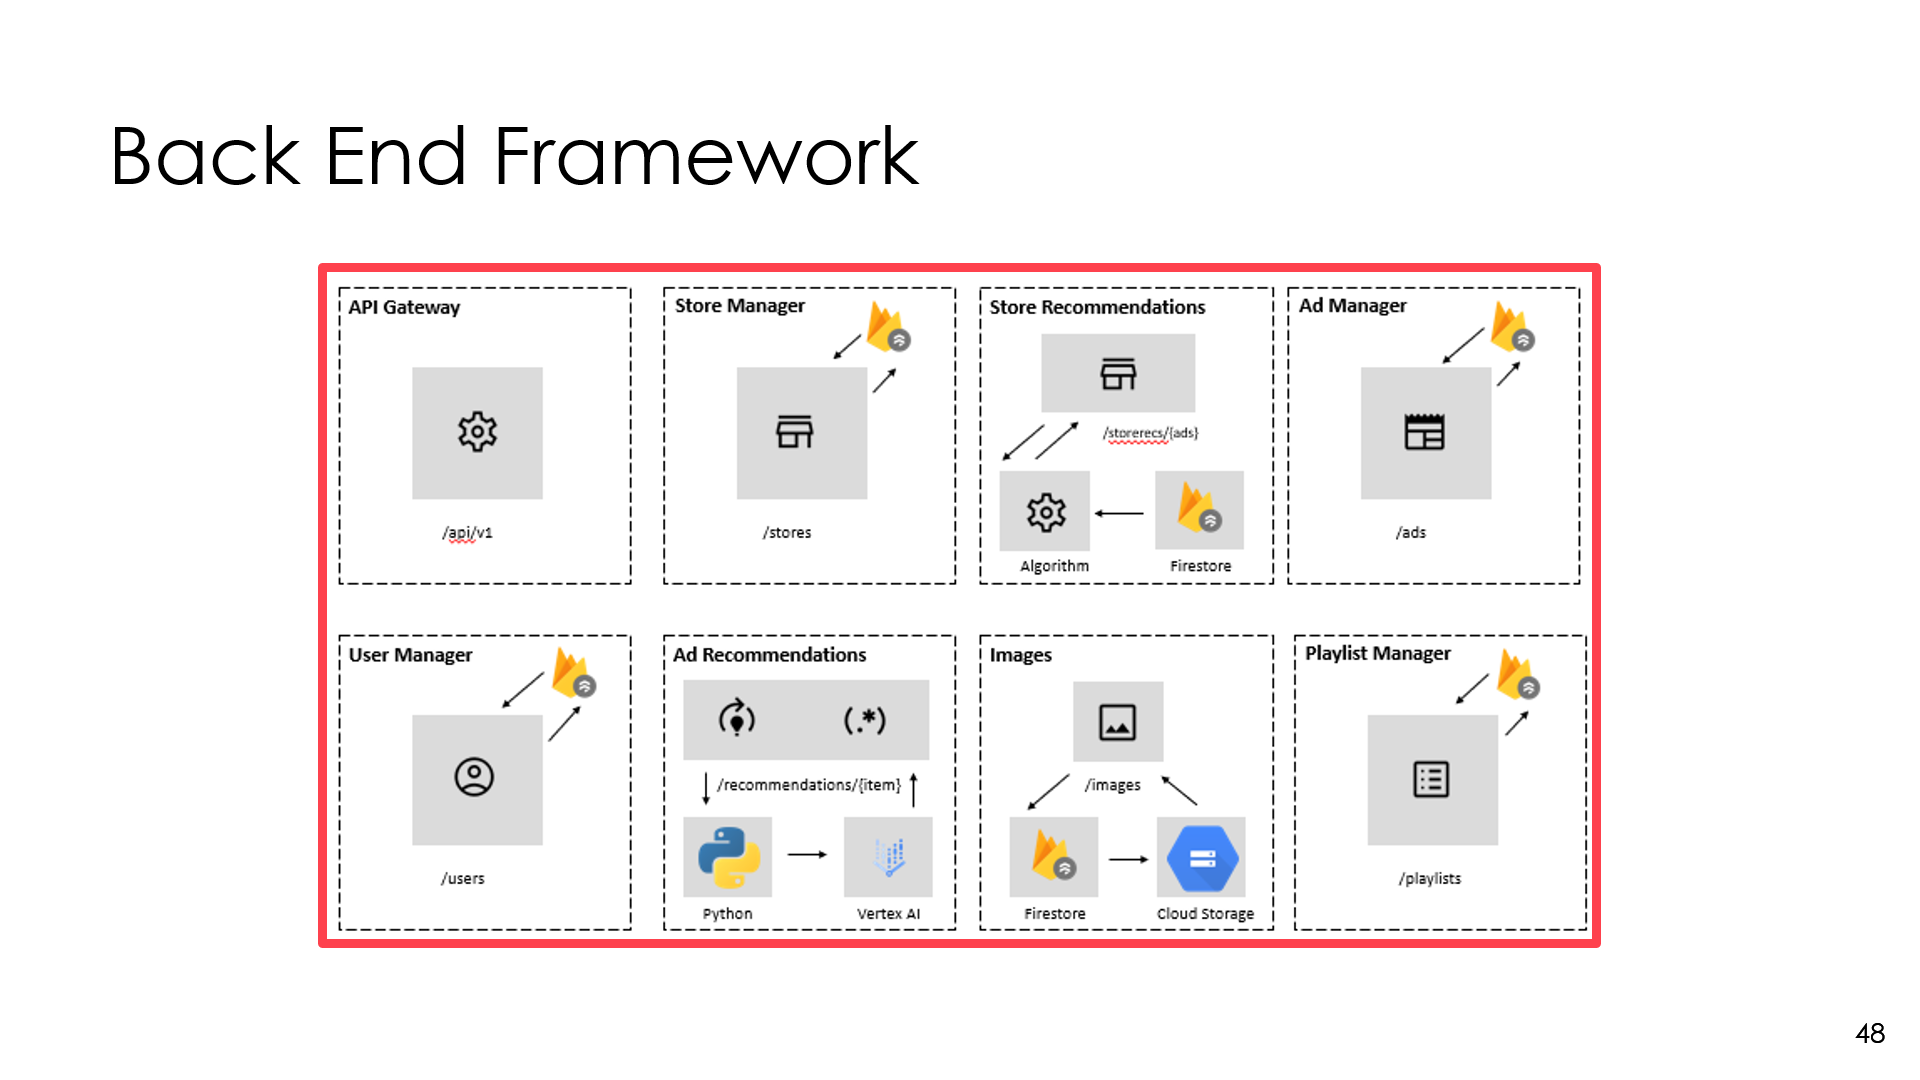 Back End Framework
API Gateway
/api/v1
Store Manager
/stores
Store Recommendations
/storerecs/{ads}
Algorithm
Firestore
Ad Manager
/ads
User Manager
/users
Ad Recommendations
(.*)
/recommendations/{item}
Python
Vertex AI
Images
/images
Firestore
Cloud Storage
Playlist Manager
/playlists
48